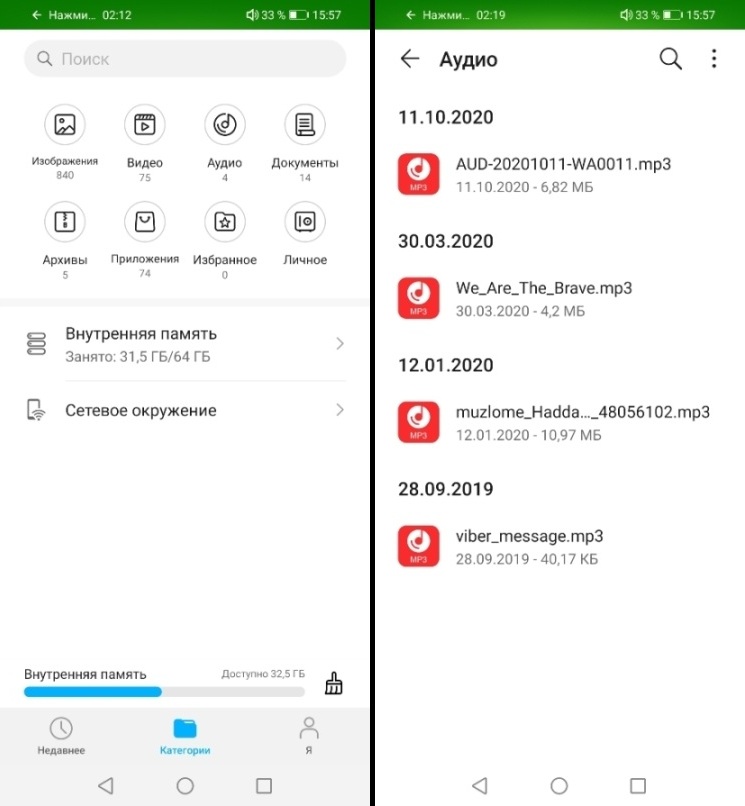 ← Нажми... 02:12
33 % 15:57
Поиск
Изображения
840
Видео
75
Аудио
4
Документы
14
Архивы
5
Приложения
74
Избранное
0
Личное
Внутренняя память
Занято: 31,5 ГБ/64 ГБ
Сетевое окружение
Внутренняя память
Доступно 32,5 ГБ
Недавнее
Категории
Я
← Нажми... 02:19
33 % 15:57
Аудио
11.10.2020
MP3
AUD-20201011-WA0011.mp3
11.10.2020 - 6,82 МБ
30.03.2020
MP3
We_Are_The_Brave.mp3
30.03.2020 - 4,2 МБ
12.01.2020
MP3
muzlome_Hadda..._48056102.mp3
12.01.2020 - 10,97 МБ
28.09.2019
MP3
viber_message.mp3
28.09.2019 - 40,17 КБ